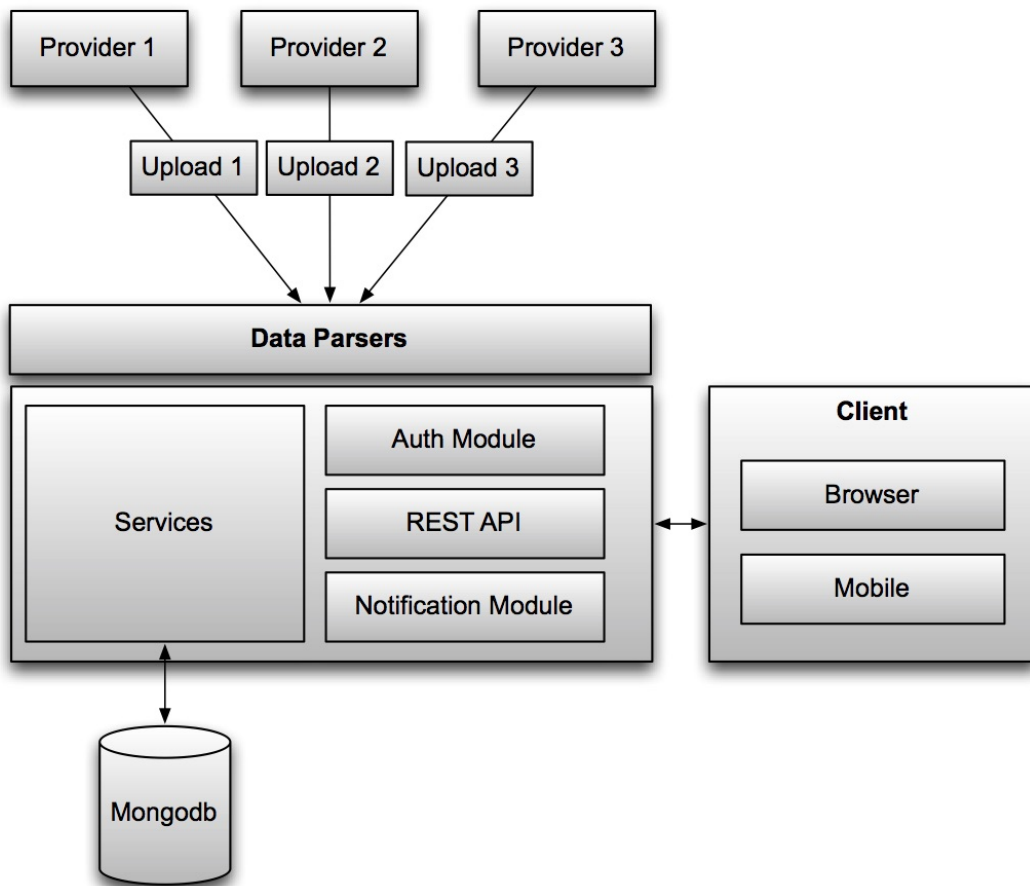 Provider 1
Provider 2
Provider 3
Upload 1
Upload 2
Upload 3
Data Parsers
Services
Auth Module
REST API
Notification Module
Client
Browser
Mobile
Mongodb